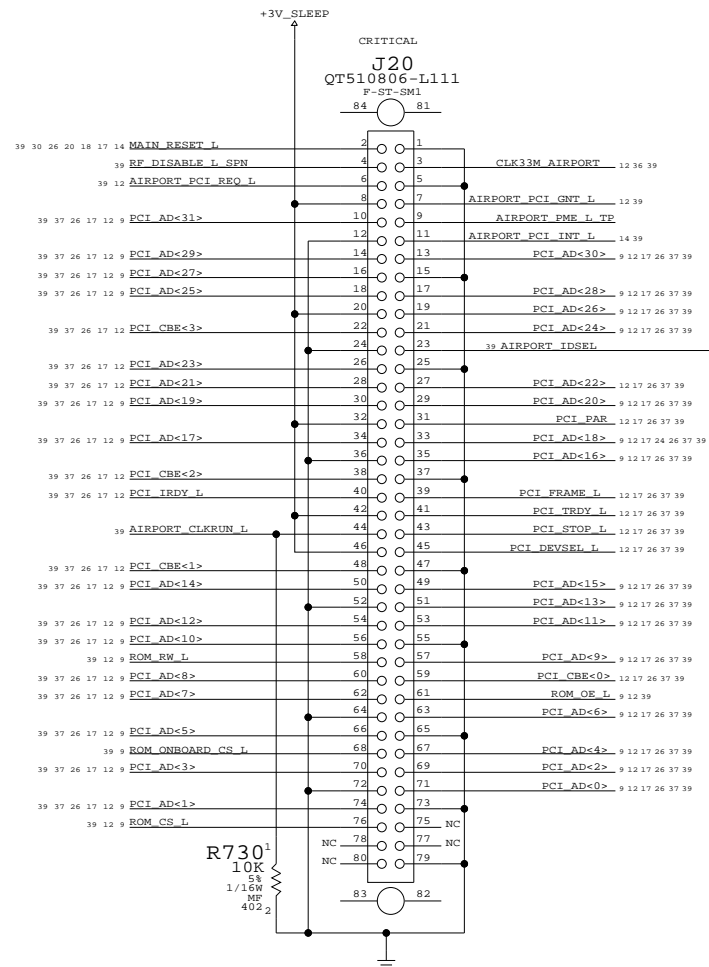 +3V_SLEEP
CRITICAL
J20
QT510806-L111
F-ST-SM1
84 81
39 30 26 20 18 17 14 MAIN_RESET_L 2 1
39 RF_DISABLE_L_SPN 4 3 CLK33M_AIRPORT 12 36 39
39 12 AIRPORT_PCI_REQ_L 6 5
8 7 AIRPORT_PCI_GNT_L 12 39
39 37 26 17 12 9 PCI_AD<31> 10 9 AIRPORT_PME_L_TP
12 11 AIRPORT_PCI_INT_L 14 39
39 37 26 17 12 9 PCI_AD<29> 14 13 PCI_AD<30> 9 12 17 26 37 39
39 37 26 17 12 9 PCI_AD<27> 16 15
39 37 26 17 12 9 PCI_AD<25> 18 17 PCI_AD<28> 9 12 17 26 37 39
20 19 PCI_AD<26> 9 12 17 26 37 39
39 37 26 17 12 PCI_CBE<3> 22 21 PCI_AD<24> 9 12 17 26 37 39
24 23 39 AIRPORT_IDSEL
39 37 26 17 12 PCI_AD<23> 26 25
39 37 26 17 12 PCI_AD<21> 28 27 PCI_AD<22> 12 17 26 37 39
39 37 26 17 12 9 PCI_AD<19> 30 29 PCI_AD<20> 9 12 17 26 37 39
32 31 PCI_PAR 12 17 26 37 39
39 37 26 17 12 9 PCI_AD<17> 34 33 PCI_AD<18> 9 12 17 24 26 37 39
36 35 PCI_AD<16> 9 12 17 26 37 39
39 37 26 17 12 PCI_CBE<2> 38 37
39 37 26 17 12 PCI_IRDY_L 40 39 PCI_FRAME_L 12 17 26 37 39
42 41 PCI_TRDY_L 12 17 26 37 39
39 AIRPORT_CLKRUN_L 44 43 PCI_STOP_L 12 17 26 37 39
46 45 PCI_DEVSEL_L 12 17 26 37 39
39 37 26 17 12 PCI_CBE<1> 48 47
39 37 26 17 12 9 PCI_AD<14> 50 49 PCI_AD<15> 9 12 17 26 37 39
52 51 PCI_AD<13> 9 12 17 26 37 39
39 37 26 17 12 9 PCI_AD<12> 54 53 PCI_AD<11> 9 12 17 26 37 39
39 37 26 17 12 9 PCI_AD<10> 56 55
39 12 9 ROM_RW_L 58 57 PCI_AD<9> 9 12 17 26 37 39
39 37 26 17 12 9 PCI_AD<8> 60 59 PCI_CBE<0> 12 17 26 37 39
39 37 26 17 12 9 PCI_AD<7> 62 61 ROM_OE_L 9 12 39
64 63 PCI_AD<6> 9 12 17 26 37 39
39 37 26 17 12 9 PCI_AD<5> 66 65
39 9 ROM_ONBOARD_CS_L 68 67 PCI_AD<4> 9 12 17 26 37 39
39 37 26 17 12 9 PCI_AD<3> 70 69 PCI_AD<2> 9 12 17 26 37 39
72 71 PCI_AD<0> 9 12 17 26 37 39
39 37 26 17 12 9 PCI_AD<1> 74 73
39 12 9 ROM_CS_L 76 75 NC
NC 78 77 NC
NC 80 79
R730 1
10K
5%
1/16W
MF
402 2
83 82